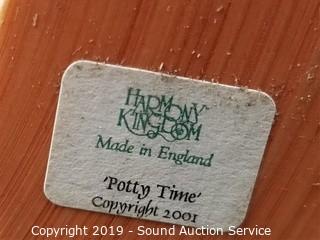 HARMONY
KINGDOM
Made in England
'Potty Time'
Copyright 2001
Copyright 2019 - Sound Auction Service